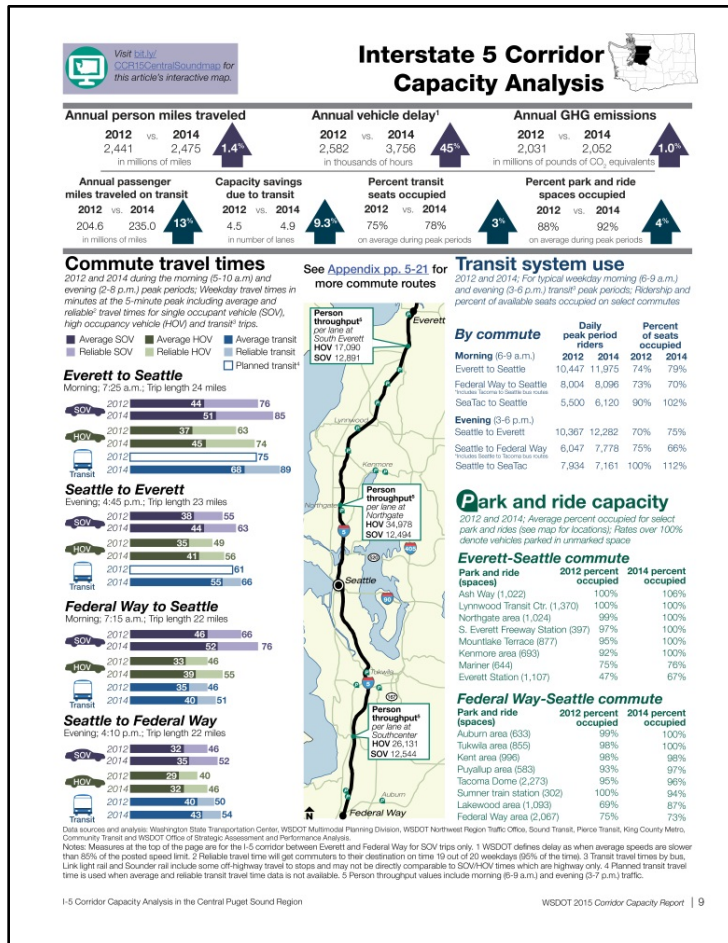 Visit bit.ly/
CCR15CentralSoundmap for
this article's interactive map.
Interstate 5 Corridor
Capacity Analysis
Annual person miles traveled
2012 vs. 2014
2,441 2,475
in millions of miles
1.4%
Annual vehicle delay1
2012 vs. 2014
2,582 3,756
in thousands of hours
45%
Annual GHG emissions
2012 vs. 2014
2,031 2,052
in millions of pounds of CO2 equivalents
1.0%
Annual passenger
miles traveled on transit
2012 vs. 2014
204.6 235.0
in millions of miles
13%
Capacity savings
due to transit
2012 vs. 2014
4.5 4.9
in number of lanes
9.3%
Percent transit
seats occupied
2012 vs. 2014
75% 78%
on average during peak periods
3%
Percent park and ride
spaces occupied
2012 vs. 2014
88% 92%
on average during peak periods
4%
Commute travel times
2012 and 2014 during the morning (5-10 a.m) and
evening (2-8 p.m.) peak periods; Weekday travel times in
minutes at the 5-minute peak including average and
reliable2 travel times for single occupant vehicle (SOV),
high occupancy vehicle (HOV) and transit3 trips.
Average SOV Average HOV Average transit
Reliable SOV Reliable HOV Reliable transit
Planned transit4
Everett to Seattle
Morning; 7:25 a.m.; Trip length 24 miles
SOV
2012 44 76
2014 51 85
HOV
2012 37 63
2014 45 74
Transit
2012 75
2014 68 89
Seattle to Everett
Evening; 4:45 p.m.; Trip length 23 miles
SOV
2012 38 55
2014 44 63
HOV
2012 35 49
2014 41 56
Transit
2012 61
2014 55 66
Federal Way to Seattle
Morning; 7:15 a.m.; Trip length 22 miles
SOV
2012 46 66
2014 52 76
HOV
2012 33 46
2014 39 55
Transit
2012 35 46
2014 40 51
Seattle to Federal Way
Evening; 4:10 p.m.; Trip length 22 miles
SOV
2012 32 46
2014 35 52
HOV
2012 29 40
2014 32 46
Transit
2012 40 50
2014 43 54
See Appendix pp. 5-21 for
more commute routes
Person
throughput5
per lane at
South Everett
HOV 17,090
SOV 12,891
Everett
Lynnwood
Kenmore
Person
throughput5
per lane at
Northgate
HOV 34,978
SOV 12,494
Northgate
5
520
405
Seattle
90
Tukwila
5
167
Person
throughput5
per lane at
Southcenter
HOV 26,131
SOV 12,544
Auburn
Federal Way
N
Transit system use
2012 and 2014; For typical weekday morning (6-9 a.m.)
and evening (3-6 p.m.) transit3 peak periods; Ridership and
percent of available seats occupied on select commutes
By commute
Daily
peak period
riders
Percent
of seats
occupied
Morning (6-9 a.m.) 2012 2014 2012 2014
Everett to Seattle 10,447 11,975 74% 79%
Federal Way to Seattle 8,004 8,096 73% 70%
*Includes Tacoma to Seattle bus routes
SeaTac to Seattle 5,500 6,120 90% 102%
Evening (3-6 p.m.)
Seattle to Everett 10,367 12,282 70% 75%
Seattle to Federal Way 6,047 7,778 75% 66%
*Includes Seattle to Tacoma bus routes
Seattle to SeaTac 7,934 7,161 100% 112%
Park and ride capacity
2012 and 2014; Average percent occupied for select
park and rides (see map for locations); Rates over 100%
denote vehicles parked in unmarked space
Everett-Seattle commute
Park and ride 2012 percent 2014 percent
(spaces) occupied occupied
Ash Way (1,022) 100% 106%
Lynnwood Transit Ctr. (1,370) 100% 100%
Northgate area (1,024) 99% 100%
S. Everett Freeway Station (397) 97% 100%
Mountlake Terrace (877) 95% 100%
Kenmore area (693) 92% 100%
Mariner (644) 75% 76%
Everett Station (1,107) 47% 67%
Federal Way-Seattle commute
Park and ride 2012 percent 2014 percent
(spaces) occupied occupied
Auburn area (633) 99% 100%
Tukwila area (855) 98% 100%
Kent area (996) 98% 98%
Puyallup area (583) 93% 97%
Tacoma Dome (2,273) 95% 96%
Sumner train station (302) 100% 94%
Lakewood area (1,093) 69% 87%
Federal Way area (2,067) 75% 73%
Data sources and analysis: Washington State Transportation Center, WSDOT Multimodal Planning Division, WSDOT Northwest Region Traffic Office, Sound Transit, Pierce Transit, King County Metro,
Community Transit and WSDOT Office of Strategic Assessment and Performance Analysis.
Notes: Measures at the top of the page are for the I-5 corridor between Everett and Federal Way for SOV trips only. 1 WSDOT defines delay as when average speeds are slower
than 85% of the posted speed limit. 2 Reliable travel time will get commuters to their destination on time 19 out of 20 weekdays (95% of the time). 3 Transit travel times by bus,
Link light rail and Sounder rail include some off-highway travel to stops and may not be directly comparable to SOV/HOV times which are highway only. 4 Planned transit travel
time is used when average and reliable transit travel time data is not available. 5 Person throughput values include morning (6-9 a.m.) and evening (3-7 p.m.) traffic.
I-5 Corridor Capacity Analysis in the Central Puget Sound Region
WSDOT 2015 Corridor Capacity Report | 9